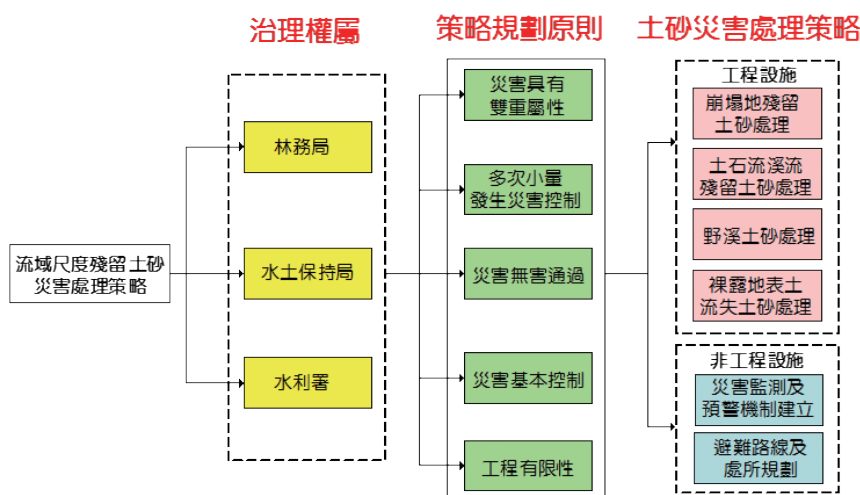 治理權屬
策略規劃原則
土砂災害處理策略
流域尺度殘留土砂
災害處理策略
林務局
水土保持局
水利署
災害具有
雙重屬性
多次小量
發生災害控制
災害無害通過
災害基本控制
工程有限性
工程設施
崩塌地殘留
土砂處理
土石流溪流
殘留土砂處理
野溪土砂處理
裸露地表土
流失土砂處理
非工程設施
災害監測及
預警機制建立
避難路線及
處所規劃